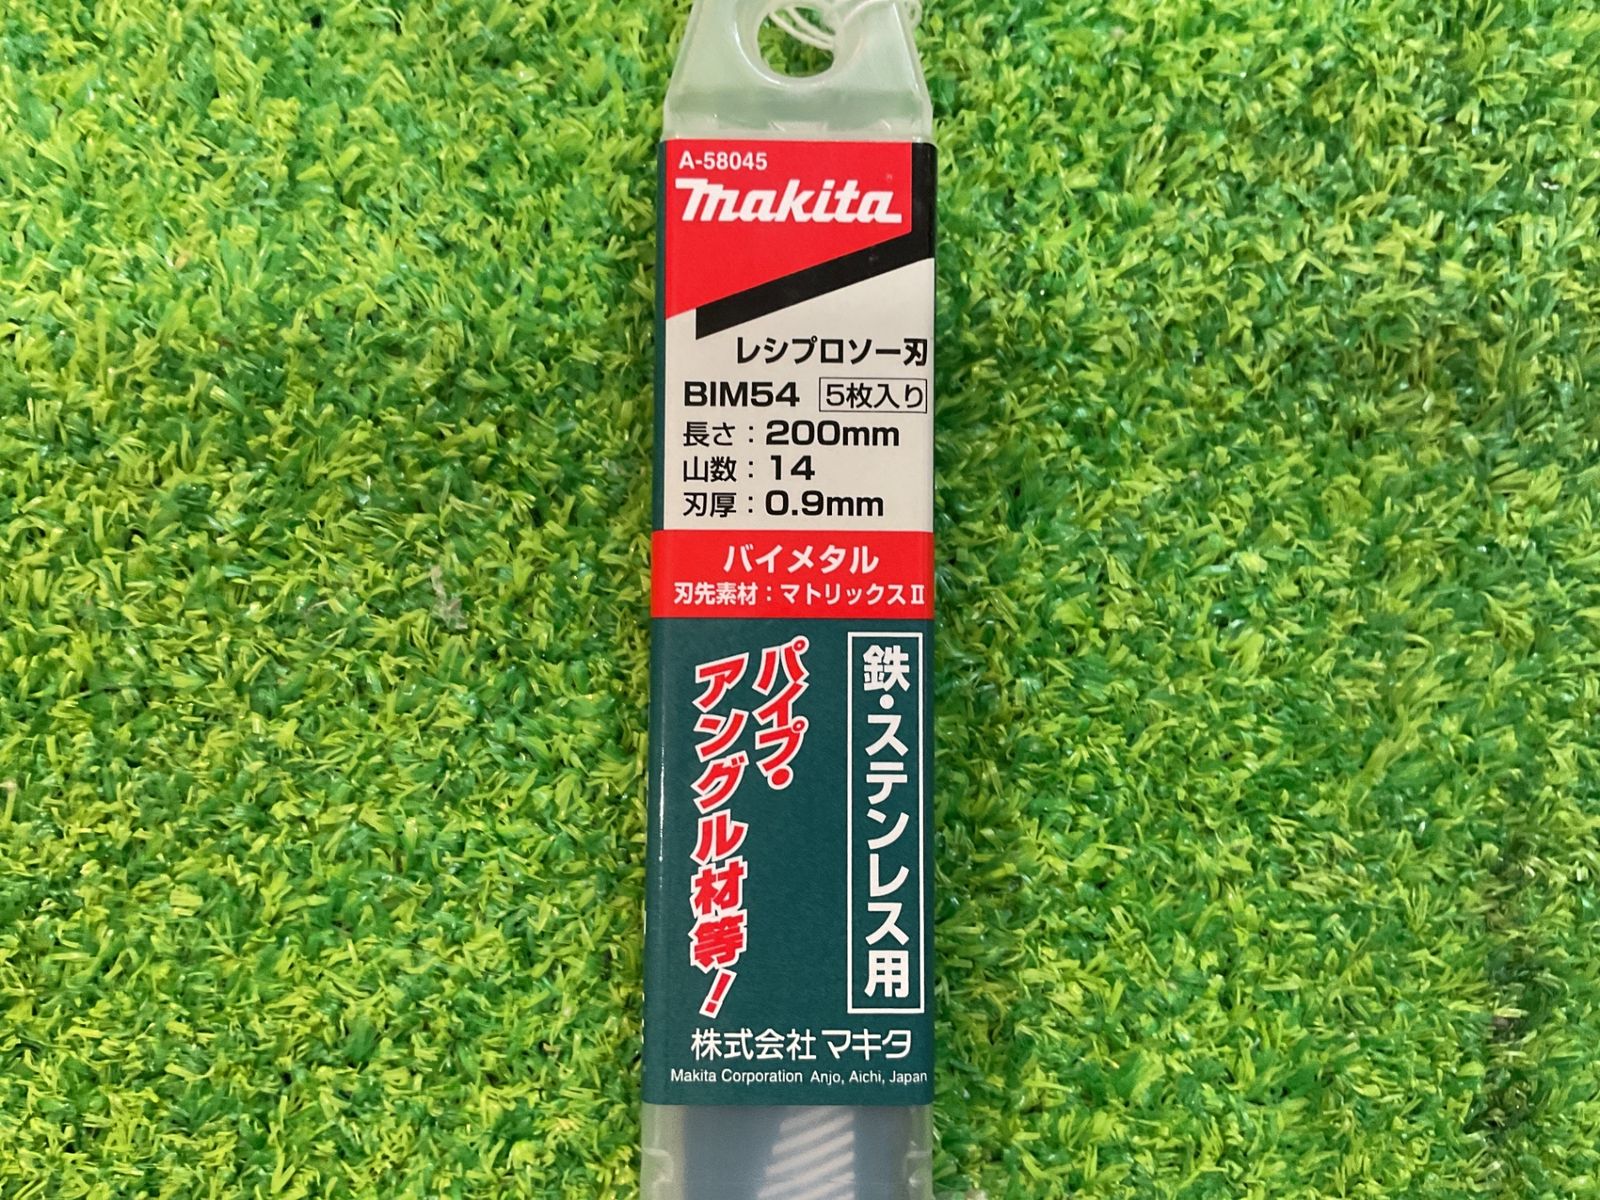 A-58045
makita
レシプロソー刃
BIM54 5枚入り
長さ：200mm
山数：14
刃厚：0.9mm
バイメタル
刃先素材：マトリックスⅡ
鉄・ステンレス用
パイプ・
アングル材等！
株式会社マキタ
Makita Corporation Anjo, Aichi, Japan